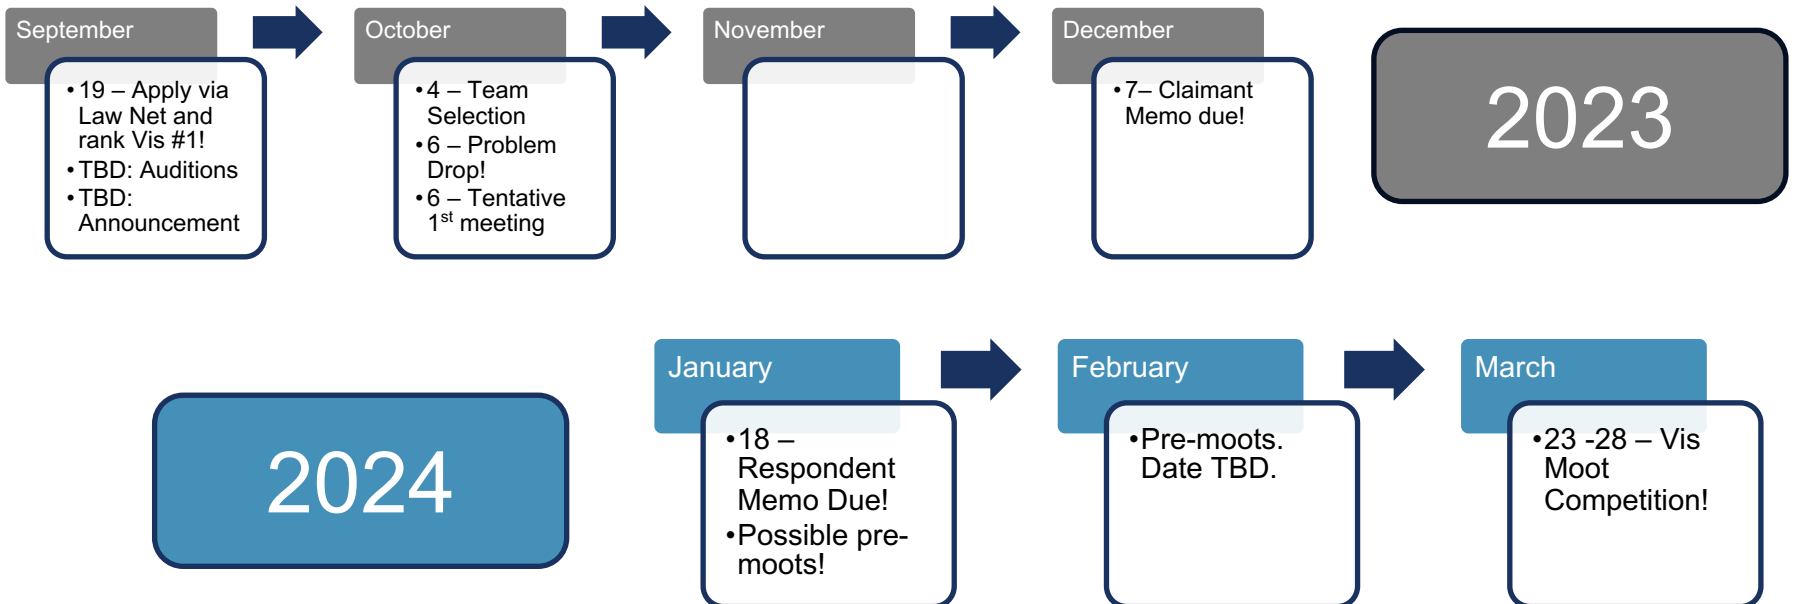 September
• 19 – Apply via
Law Net and
rank Vis #1!
• TBD: Auditions
• TBD:
Announcement
October
• 4 – Team
Selection
• 6 – Problem
Drop!
• 6 – Tentative
1st meeting
November
December
• 7– Claimant
Memo due!
2023
2024
January
•18 –
Respondent
Memo Due!
•Possible pre-
moots!
February
•Pre-moots.
Date TBD.
March
•23 -28 – Vis
Moot
Competition!